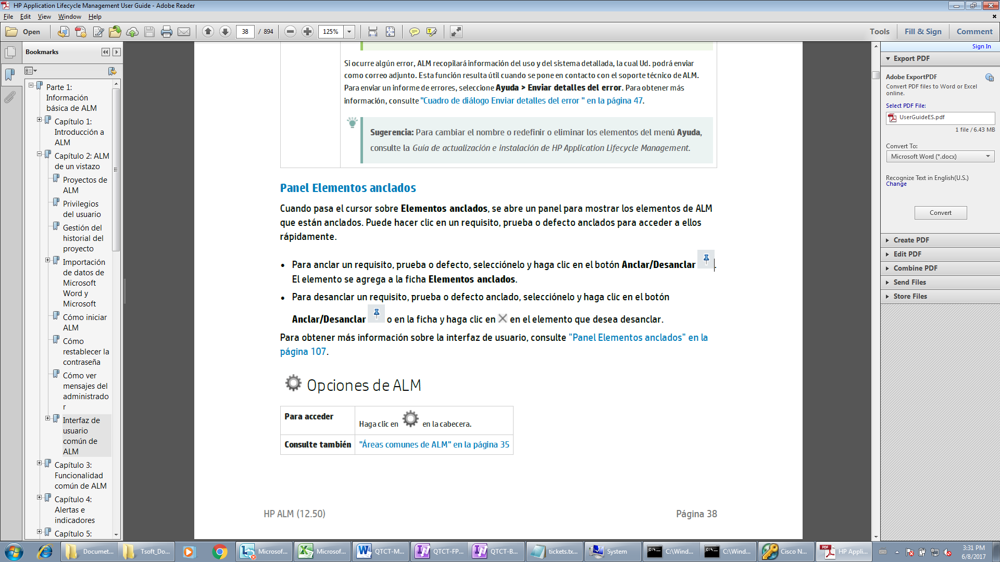 HP Application Lifecycle Management User Guide - Adobe Reader
File Edit View Window Help
Open
38 / 894
125%
Tools Fill & Sign Comment
Bookmarks
Parte 1:
Información
básica de ALM
Capítulo 1:
Introducción a
ALM
Capítulo 2: ALM
de un vistazo
Proyectos de
ALM
Privilegios
del usuario
Gestión del
historial del
proyecto
Importación
de datos de
Microsoft
Word y
Microsoft
Cómo iniciar
ALM
Cómo
restablecer la
contraseña
Cómo ver
mensajes del
administrado
r
Interfaz de
usuario
común de
ALM
Capítulo 3:
Funcionalidad
común de ALM
Capítulo 4:
Alertas e
indicadores
Capítulo 5:
Si ocurre algún error, ALM recopilará información del uso y del sistema detallada, la cual Ud. podrá enviar
como correo adjunto. Esta función resulta útil cuando se pone en contacto con el soporte técnico de ALM.
Para enviar un informe de errores, seleccione Ayuda > Enviar detalles del error. Para obtener más
información, consulte "Cuadro de diálogo Enviar detalles del error " en la página 47.
Sugerencia: Para cambiar el nombre o redefinir o eliminar los elementos del menú Ayuda,
consulte la Guía de actualización e instalación de HP Application Lifecycle Management.
Panel Elementos anclados
Cuando pasa el cursor sobre Elementos anclados, se abre un panel para mostrar los elementos de ALM
que están anclados. Puede hacer clic en un requisito, prueba o defecto anclados para acceder a ellos
rápidamente.
• Para anclar un requisito, prueba o defecto, selecciónelo y haga clic en el botón Anclar/Desanclar .
El elemento se agrega a la ficha Elementos anclados.
• Para desanclar un requisito, prueba o defecto anclado, selecciónelo y haga clic en el botón
Anclar/Desanclar o en la ficha y haga clic en en el elemento que desea desanclar.
Para obtener más información sobre la interfaz de usuario, consulte "Panel Elementos anclados" en la
página 107.
Opciones de ALM
Para acceder Haga clic en en la cabecera.
Consulte también "Áreas comunes de ALM" en la página 35
HP ALM (12.50) Página 38
Sign In
Export PDF
Adobe ExportPDF
Convert PDF files to Word or Excel
online.
Select PDF File:
UserGuideES.pdf
1 file / 6.43 MB
Convert To:
Microsoft Word (*.docx)
Recognize Text in English(U.S.)
Change
Convert
Create PDF
Edit PDF
Combine PDF
Send Files
Store Files
Documet... Tsoft_Do... Microsof... Microsof... QTCT-M... QTCT-FP... QTCT-B... tickets.tx... System C:\Wind... C:\Wind... Cisco N... HP Appli...
3:31 PM
6/8/2017